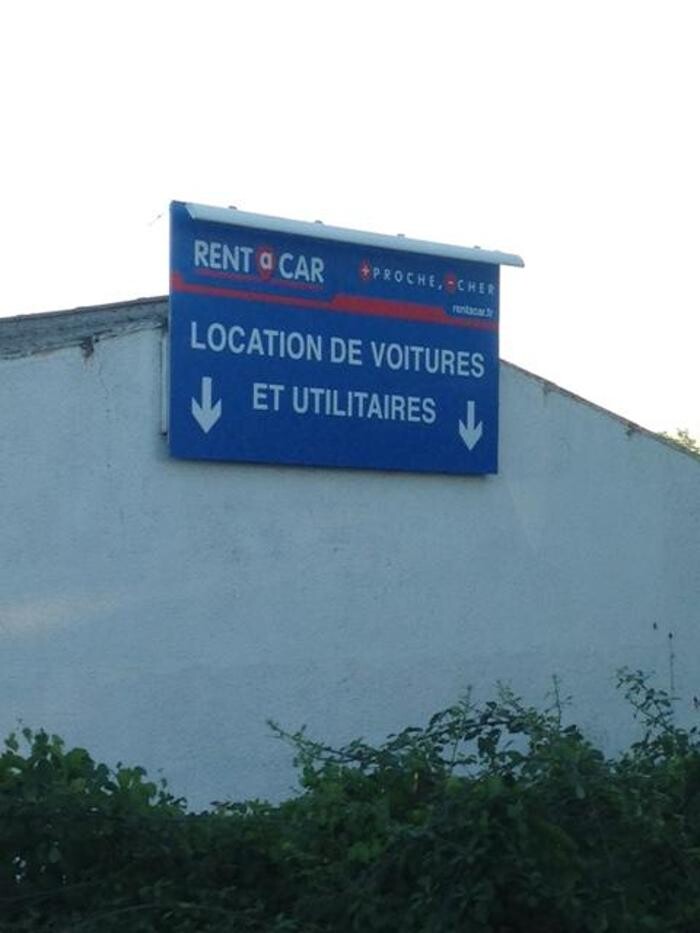 RENT a CAR
+PROCHE, -CHER
rentacar.fr
LOCATION DE VOITURES
ET UTILITAIRES